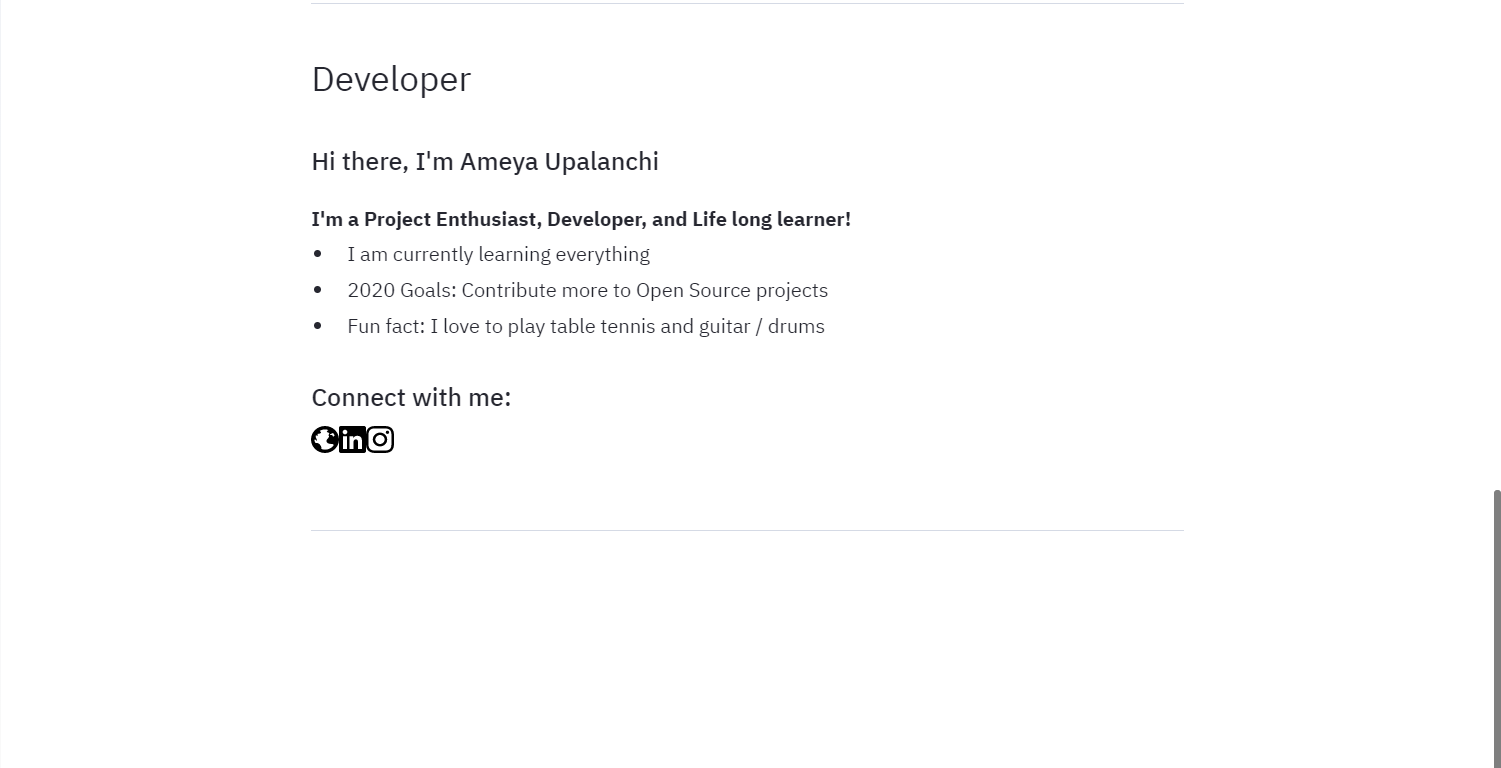 Developer
Hi there, I'm Ameya Upalanchi
I'm a Project Enthusiast, Developer, and Life long learner!
I am currently learning everything
2020 Goals: Contribute more to Open Source projects
Fun fact: I love to play table tennis and guitar / drums
Connect with me:
in